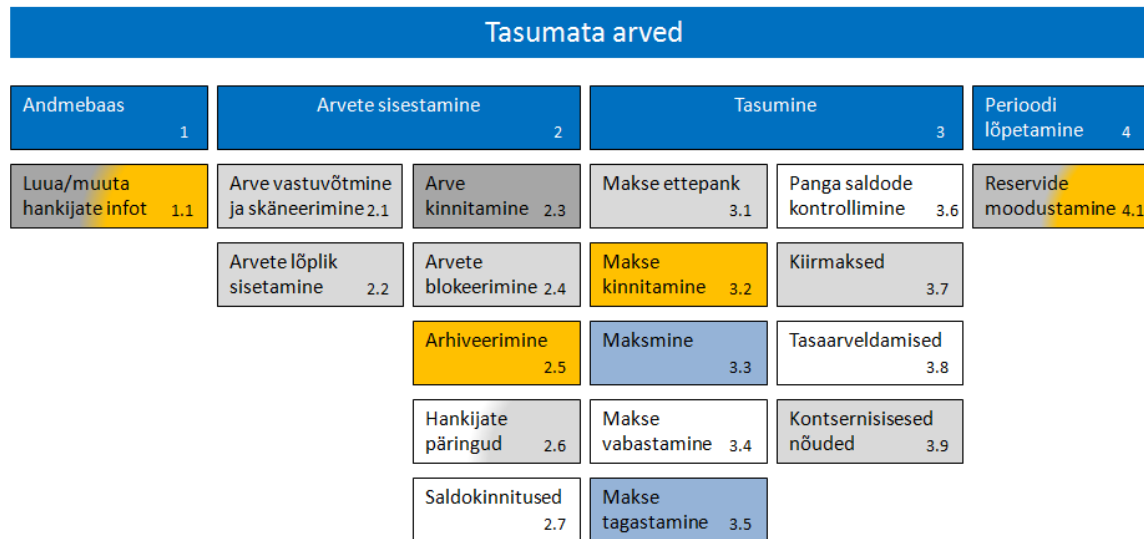 Tasumata arved
Andmebaas
1
Arvete sisestamine
2
Tasumine
3
Perioodi
lõpetamine 4
Luua/muuta
hankijate infot 1.1
Arve vastuvõtmine
ja skäneerimine 2.1
Arve
kinnitamine 2.3
Makse ettepank
3.1
Panga saldode
kontrollimine 3.6
Reservide
moodustamine 4.1
Arvete lõplik
sisetamine 2.2
Arvete
blokeerimine 2.4
Makse
kinnitamine 3.2
Kiirmaksed
3.7
Arhiveerimine
2.5
Maksmine
3.3
Tasaarveldamised
3.8
Hankijate
päringud 2.6
Makse
vabastamine 3.4
Kontsernisisesed
nõuded 3.9
Saldokinnitused
2.7
Makse
tagastamine 3.5